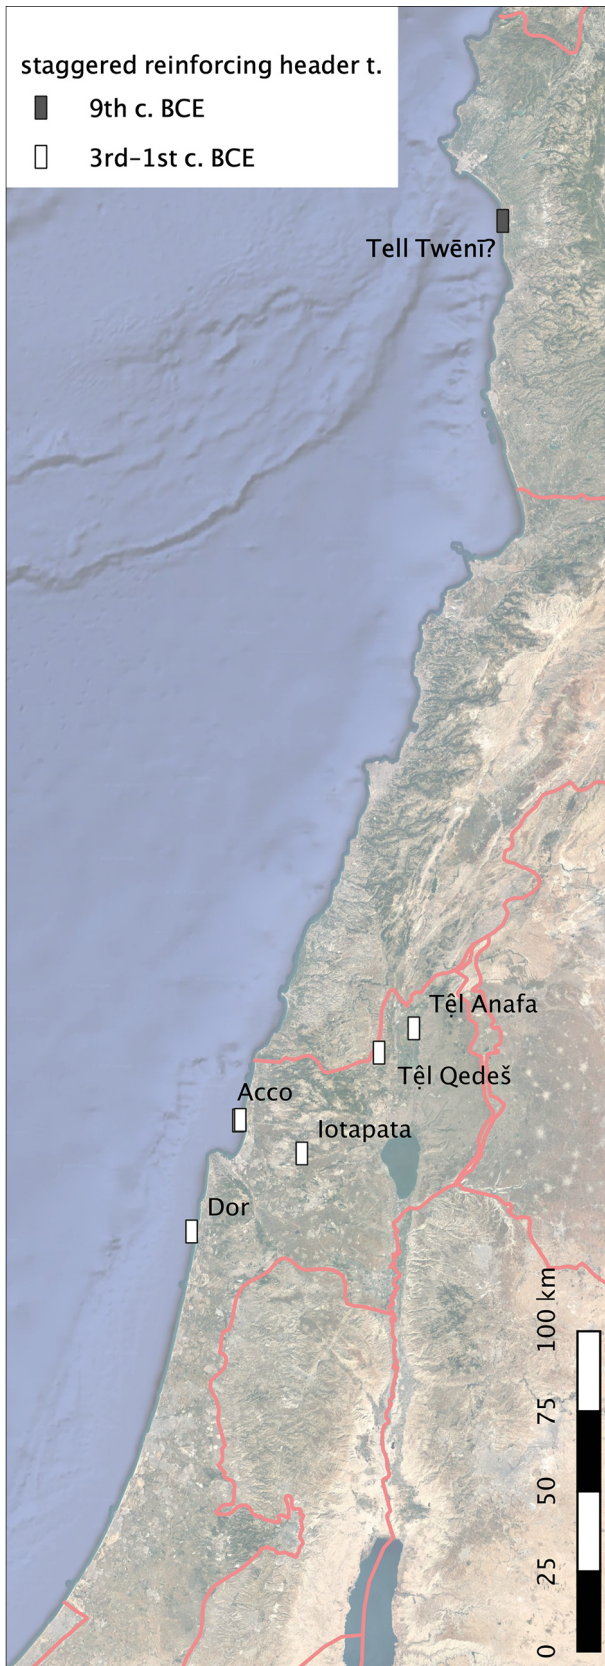 staggered reinforcing header t.
9th c. BCE
3rd–1st c. BCE
Tell Twēnī?
Tệl Anafa
Tệl Qedeš
Acco
Iotapata
Dor
0 25 50 75 100 km